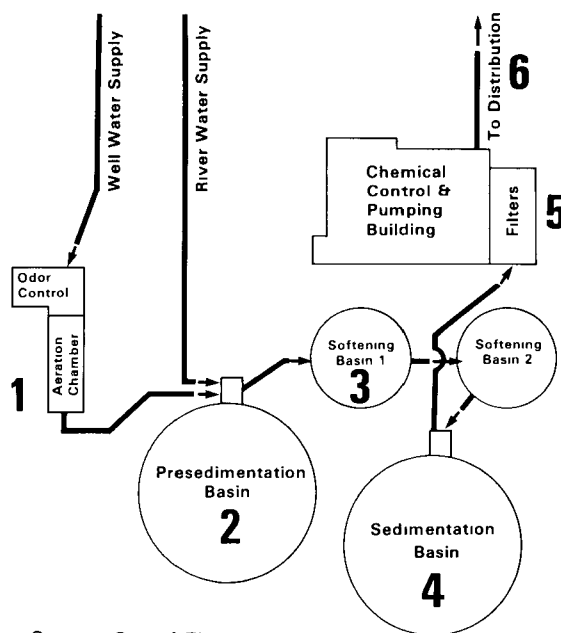 Well Water Supply
River Water Supply
To Distribution
6
Chemical
Control &
Pumping
Building
Filters
5
Odor
Control
Aeration
Chamber
1
Softening
Basin 1
3
Softening
Basin 2
Presedimentation
Basin
2
Sedimentation
Basin
4